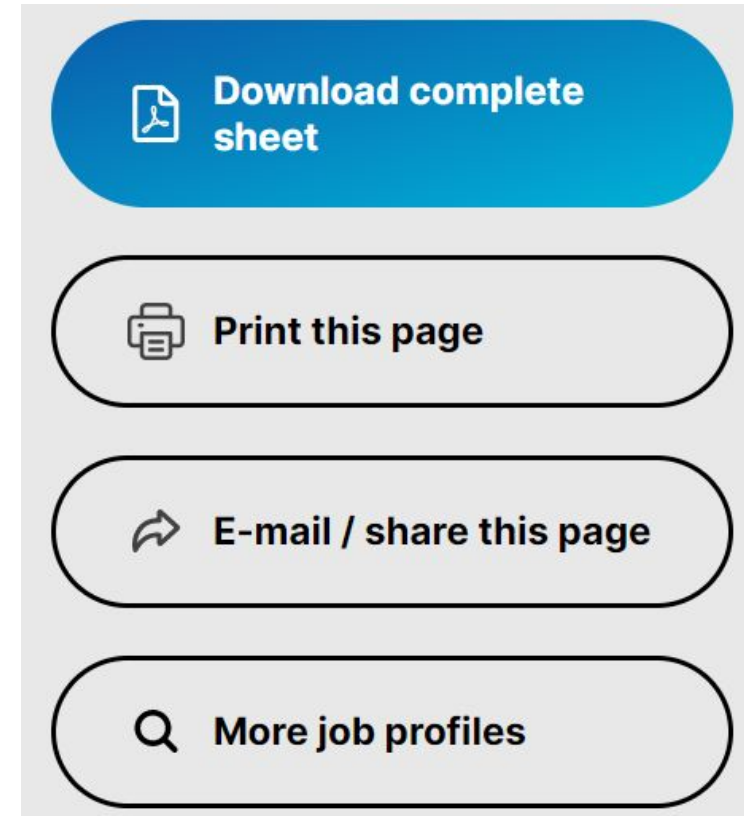 Download complete
sheet
Print this page
E-mail / share this page
More job profiles